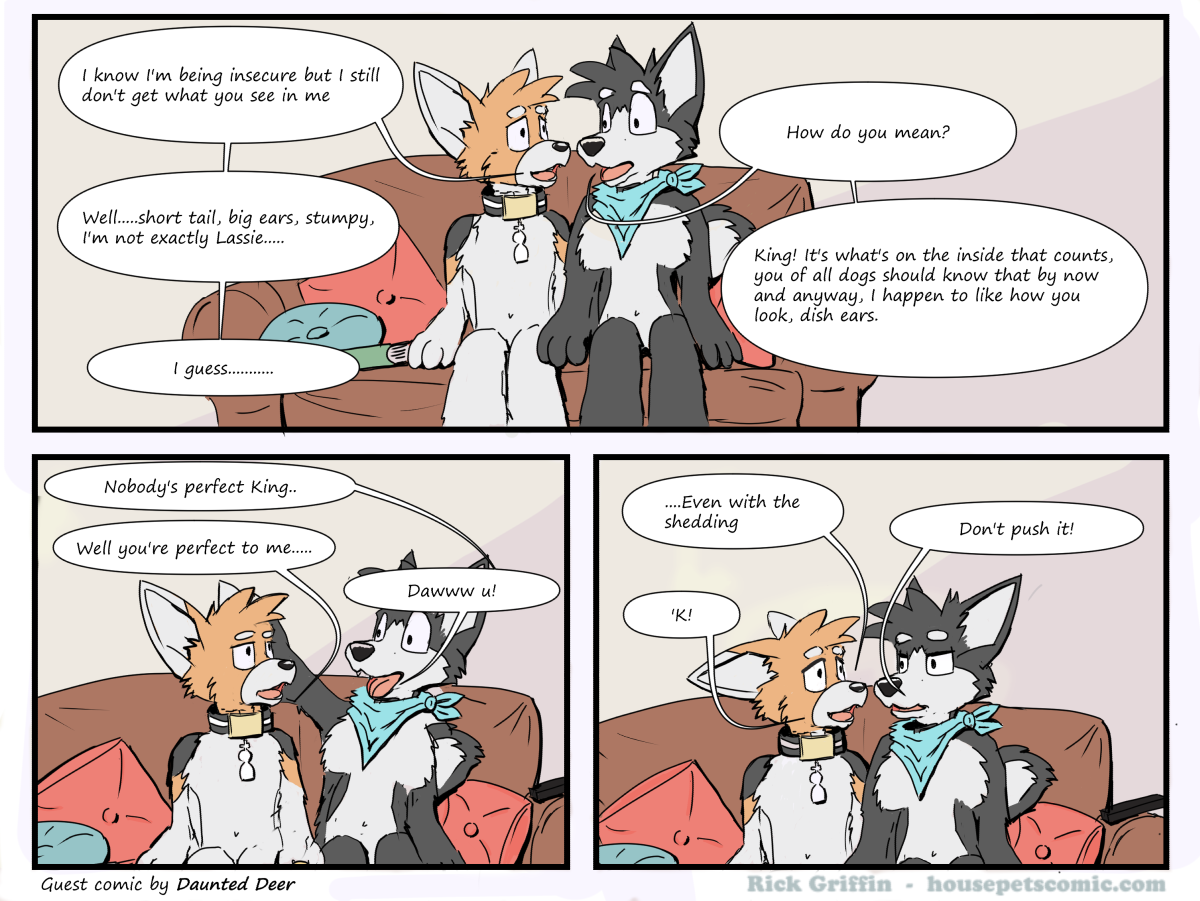 I know I'm being insecure but I still
don't get what you see in me
Well.....short tail, big ears, stumpy,
I'm not exactly Lassie.....
I guess...........
How do you mean?
King! It's what's on the inside that counts,
you of all dogs should know that by now
and anyway, I happen to like how you
look, dish ears.
Nobody's perfect King..
Well you're perfect to me.....
Dawww u!
....Even with the
shedding
Don't push it!
'K!
Guest comic by Daunted Deer
Rick Griffin - housepetscomic.com